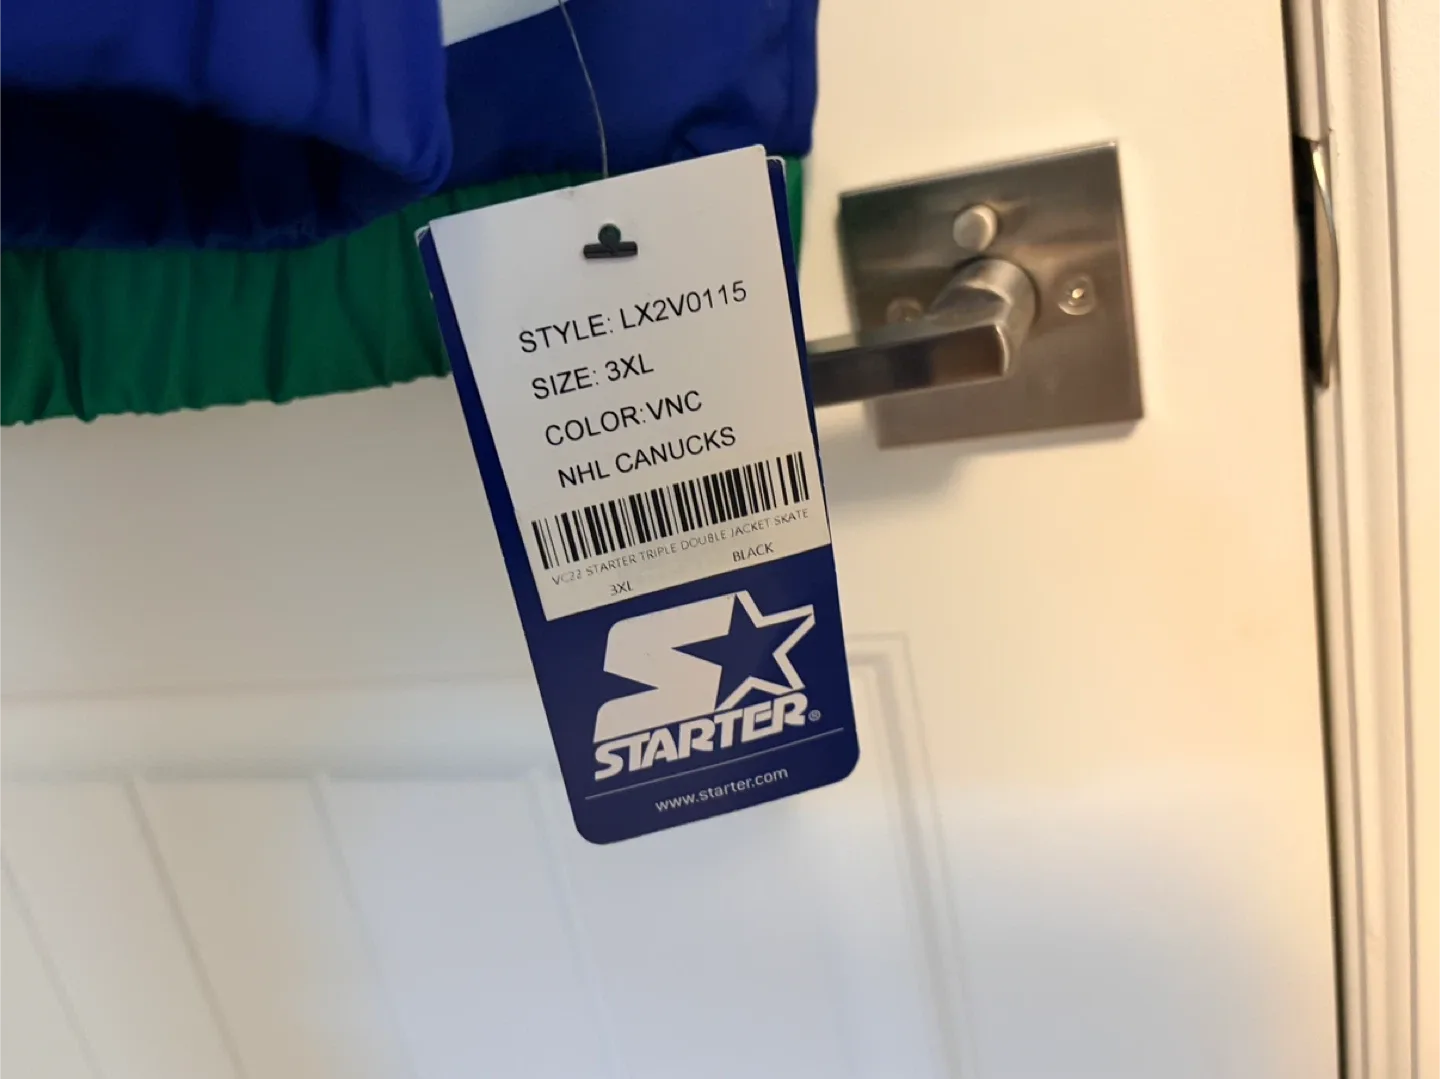 STYLE: LX2V0115
SIZE: 3XL
COLOR:VNC
NHL CANUCKS
VC22 STARTER TRIPLE DOUBLE JACKET SKATE
3XL BLACK
STARTER®
www.starter.com